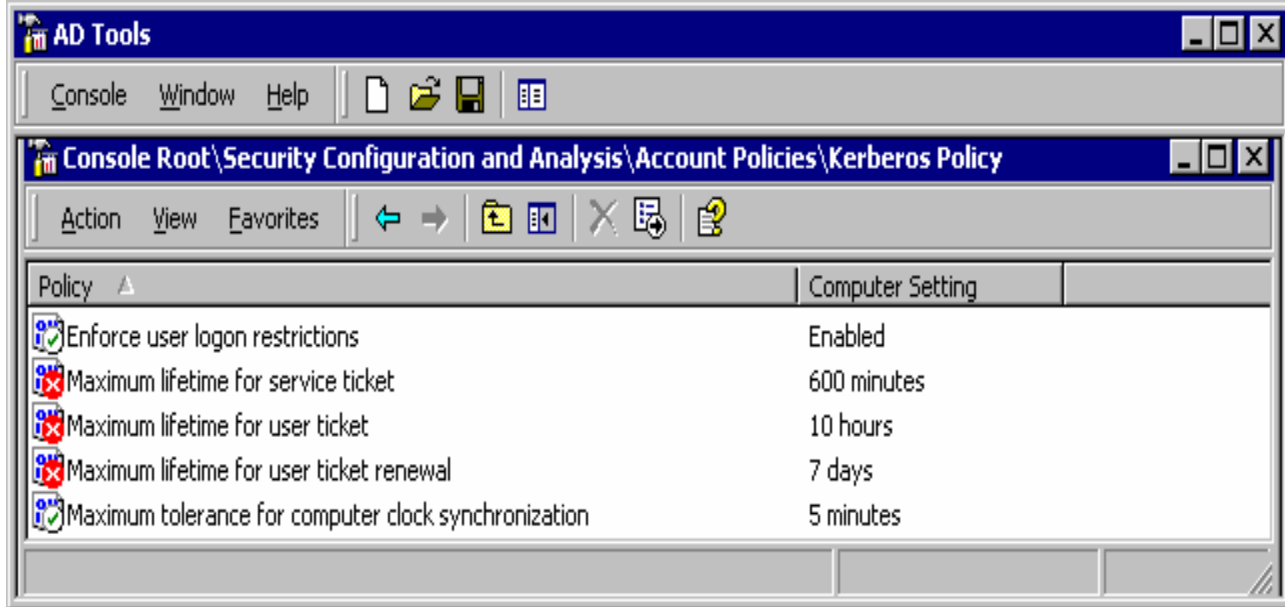 AD Tools
Console Window Help
Console Root\Security Configuration and Analysis\Account Policies\Kerberos Policy
Action View Favorites
Policy Computer Setting
Enforce user logon restrictions Enabled
Maximum lifetime for service ticket 600 minutes
Maximum lifetime for user ticket 10 hours
Maximum lifetime for user ticket renewal 7 days
Maximum tolerance for computer clock synchronization 5 minutes